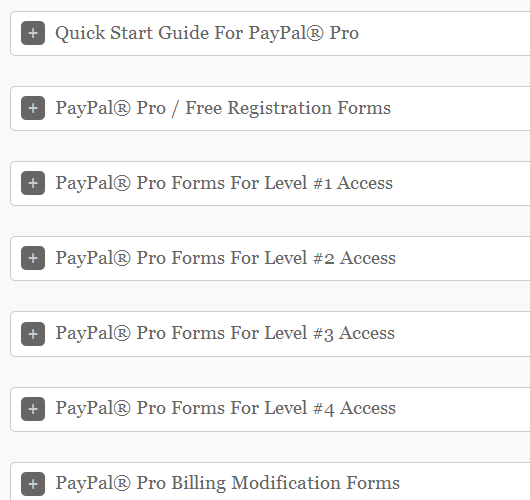 Quick Start Guide For PayPal® Pro
PayPal® Pro / Free Registration Forms
PayPal® Pro Forms For Level #1 Access
PayPal® Pro Forms For Level #2 Access
PayPal® Pro Forms For Level #3 Access
PayPal® Pro Forms For Level #4 Access
PayPal® Pro Billing Modification Forms